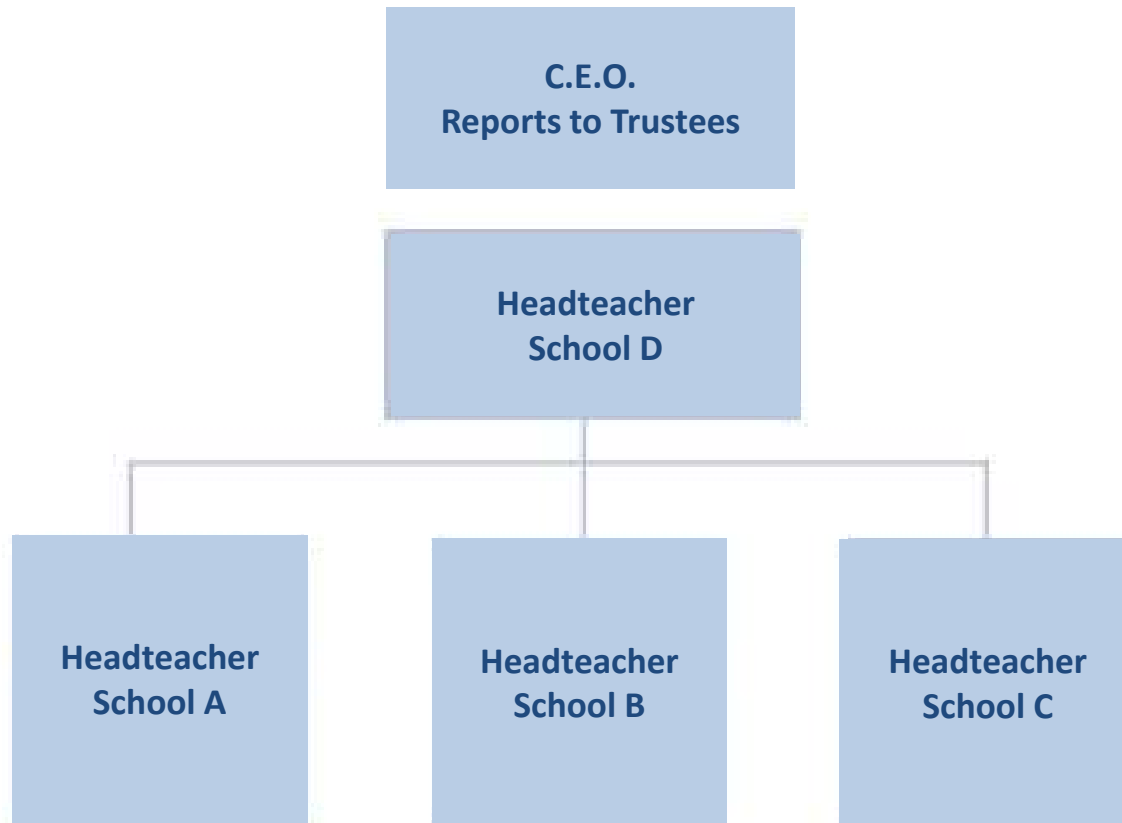 C.E.O.
Reports to Trustees
Headteacher
School D
Headteacher
School A
Headteacher
School B
Headteacher
School C